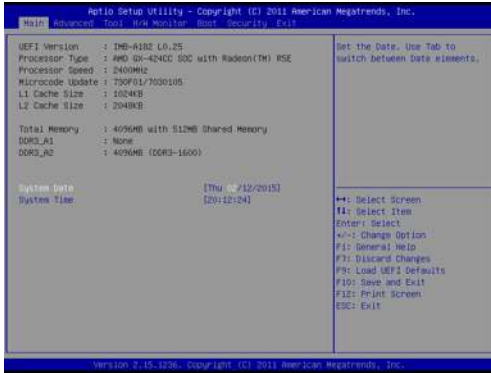 Aptio Setup Utility - Copyright (C) 2011 American Megatrends, Inc.
Main Advanced Tool H/W Monitor Boot Security Exit
UEFI Version : IMB-A182 L0.25
Processor Type : AMD GX-424CC SOC with Radeon(TM) R5E
Processor Speed : 2400MHz
Microcode Update : 730F01/7030105
L1 Cache Size : 1024KB
L2 Cache Size : 2048KB
Total Memory : 4096MB with 512MB Shared Memory
DDR3_A1 : None
DDR3_A2 : 4096MB (DDR3-1600)
System Date [Thu 02/12/2015]
System Time [20:12:24]
Set the Date. Use Tab to
switch between Date elements.
↔: Select Screen
↑↓: Select Item
Enter: Select
+/-: Change Option
F1: General Help
F7: Discard Changes
F9: Load UEFI Defaults
F10: Save and Exit
F12: Print Screen
ESC: Exit
Version 2.15.1236. Copyright (C) 2011 American Megatrends, Inc.